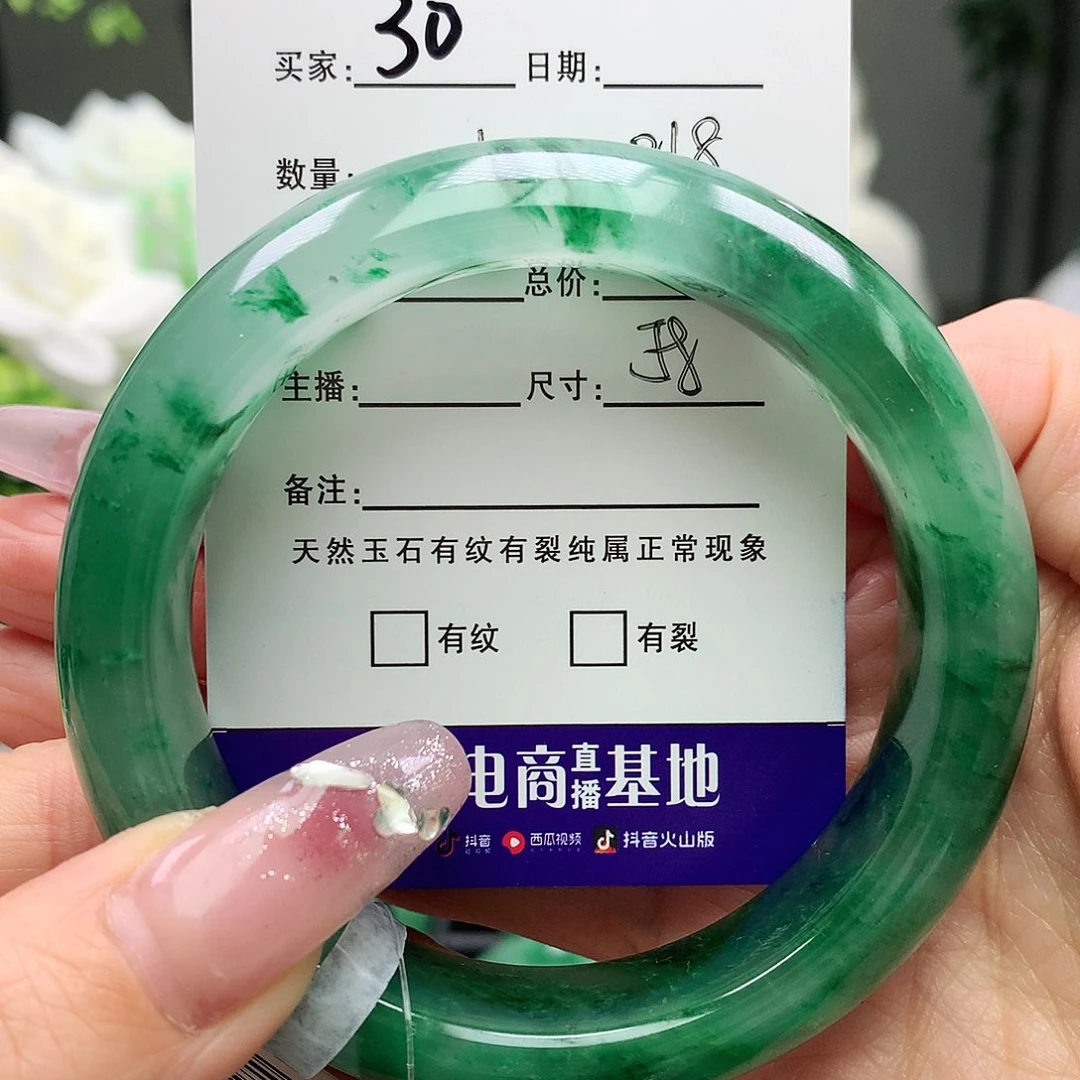 买家: 30 日期:
数量: 318
总价:
主播: 尺寸: 58
备注:
天然玉石有纹有裂纯属正常现象
有纹 有裂
电商直播基地
抖音 西瓜视频 抖音火山版